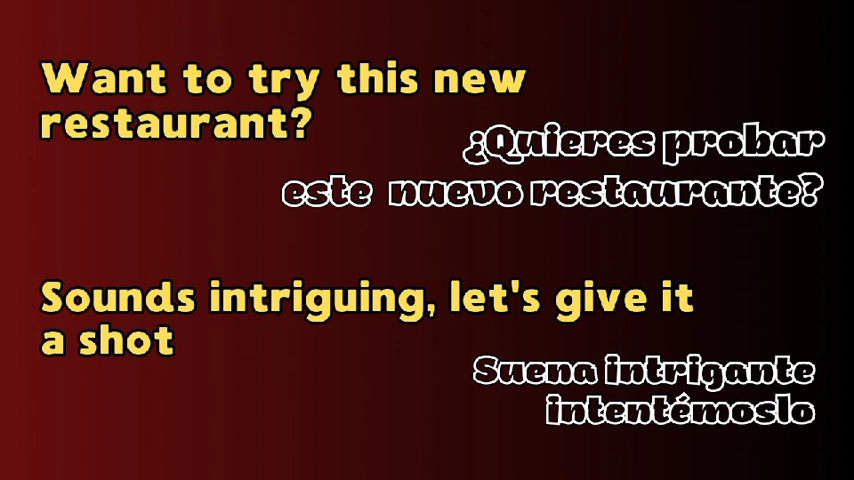 Want to try this new
restaurant?
¿Quieres probar
este nuevo restaurante?
Sounds intriguing, let's give it
a shot
Suena intrigante
intentémoslo